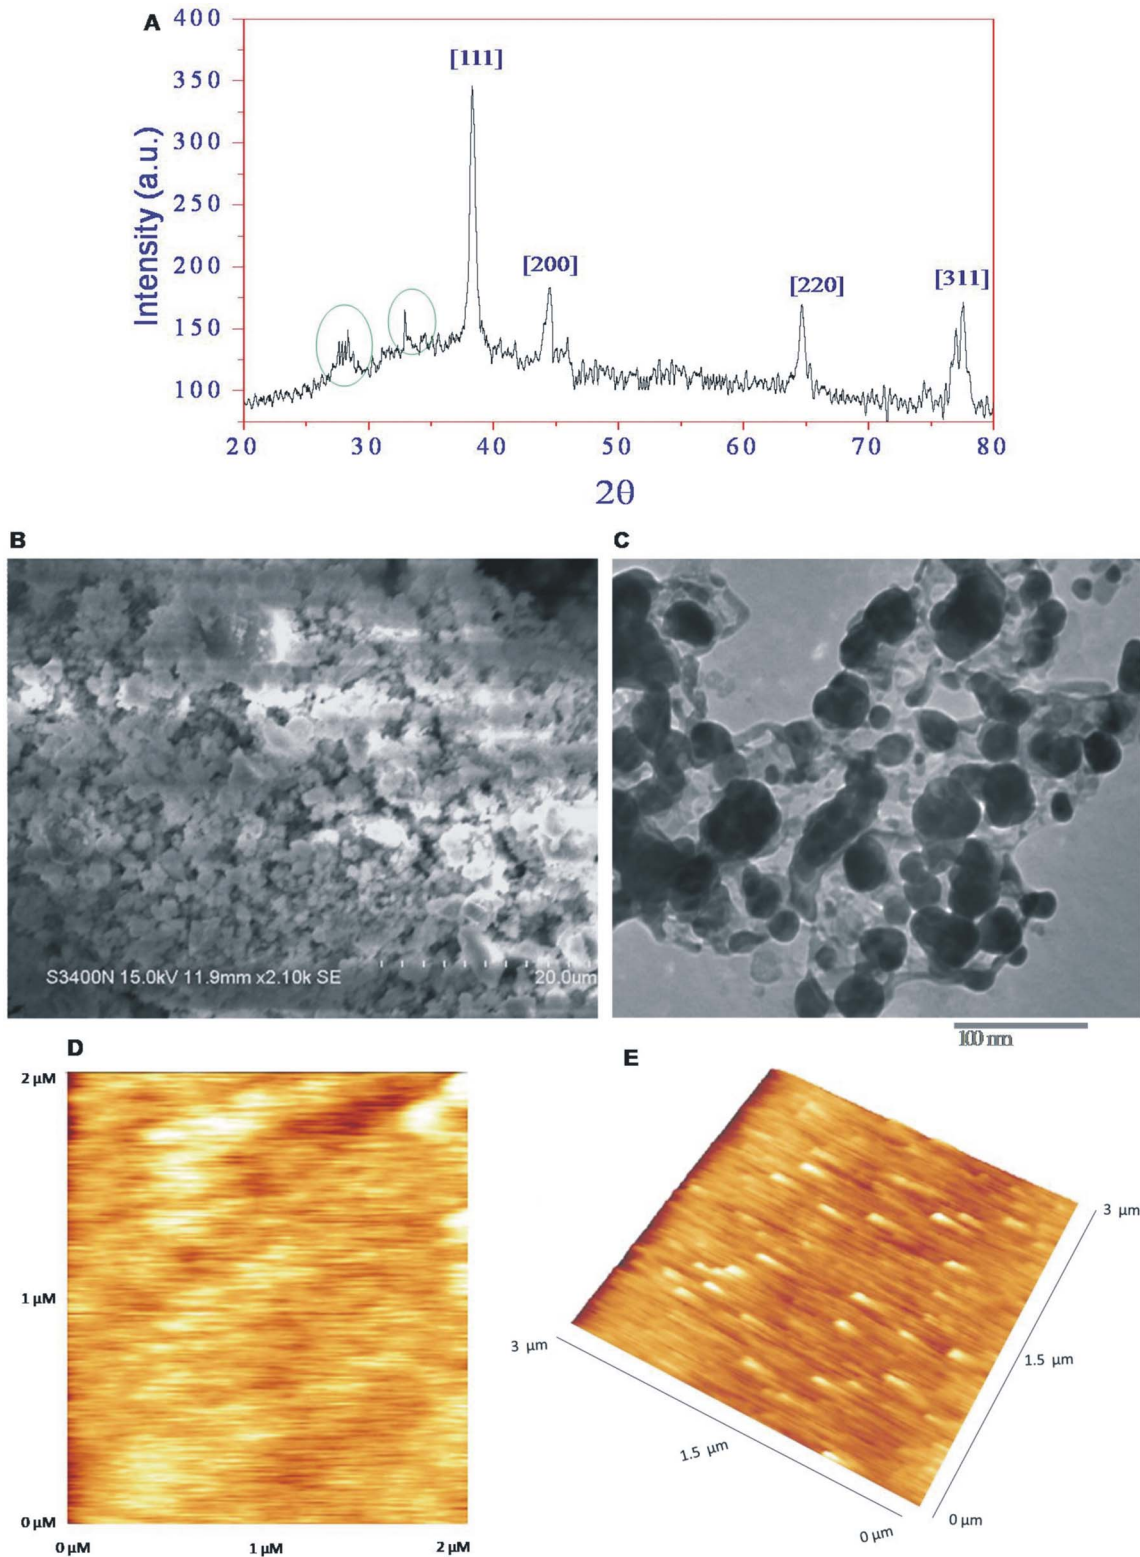 A
400
350
300
250
200
150
100
Intensity (a.u.)
[111]
[200]
[220]
[311]
20
30
40
50
60
70
80
2θ
B
C
S3400N 15.0kV 11.9mm x2.10k SE
20.0um
100 nm
D
E
2 µM
1 µM
0 µM
0 µM
1 µM
2 µM
3 µm
1.5 µm
0 µm
3 µm
1.5 µm
0 µm